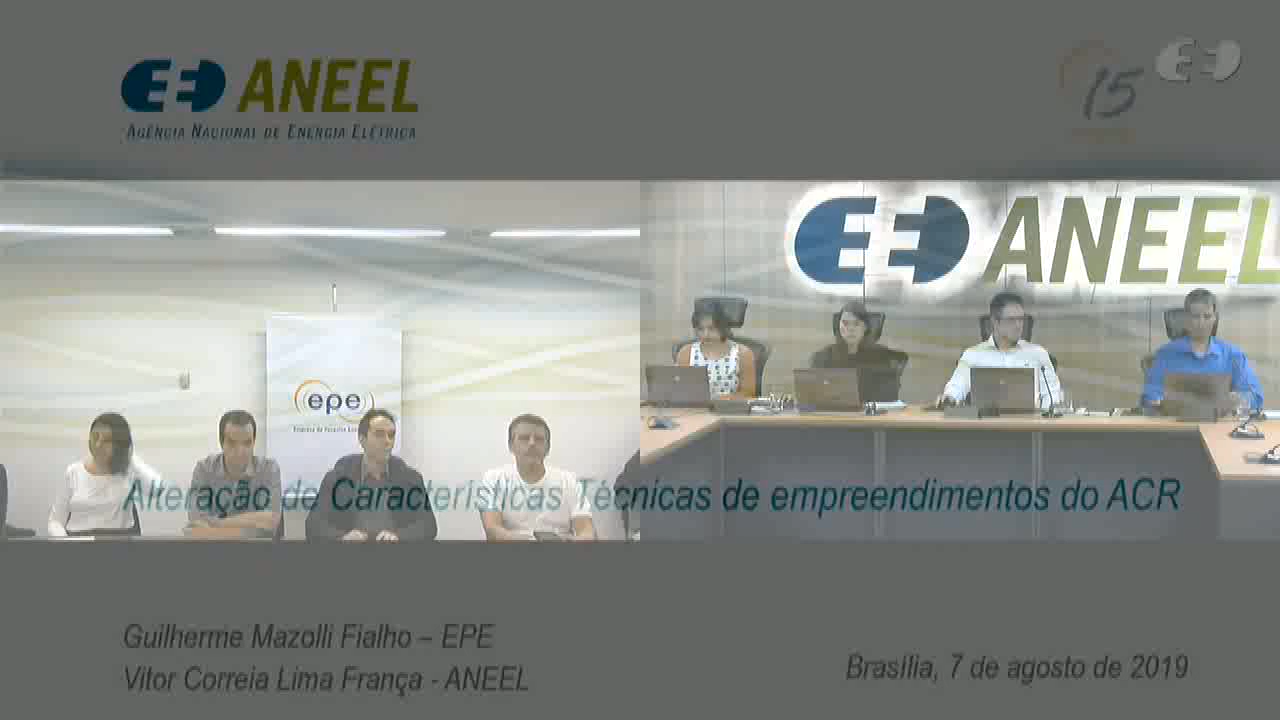 ANEEL
AGÊNCIA NACIONAL DE ENERGIA ELÉTRICA
15
ANEEL
epe
Alteração de Características Técnicas de empreendimentos do ACR
Guilherme Mazolli Fialho – EPE
Vitor Correia Lima França - ANEEL
Brasília, 7 de agosto de 2019